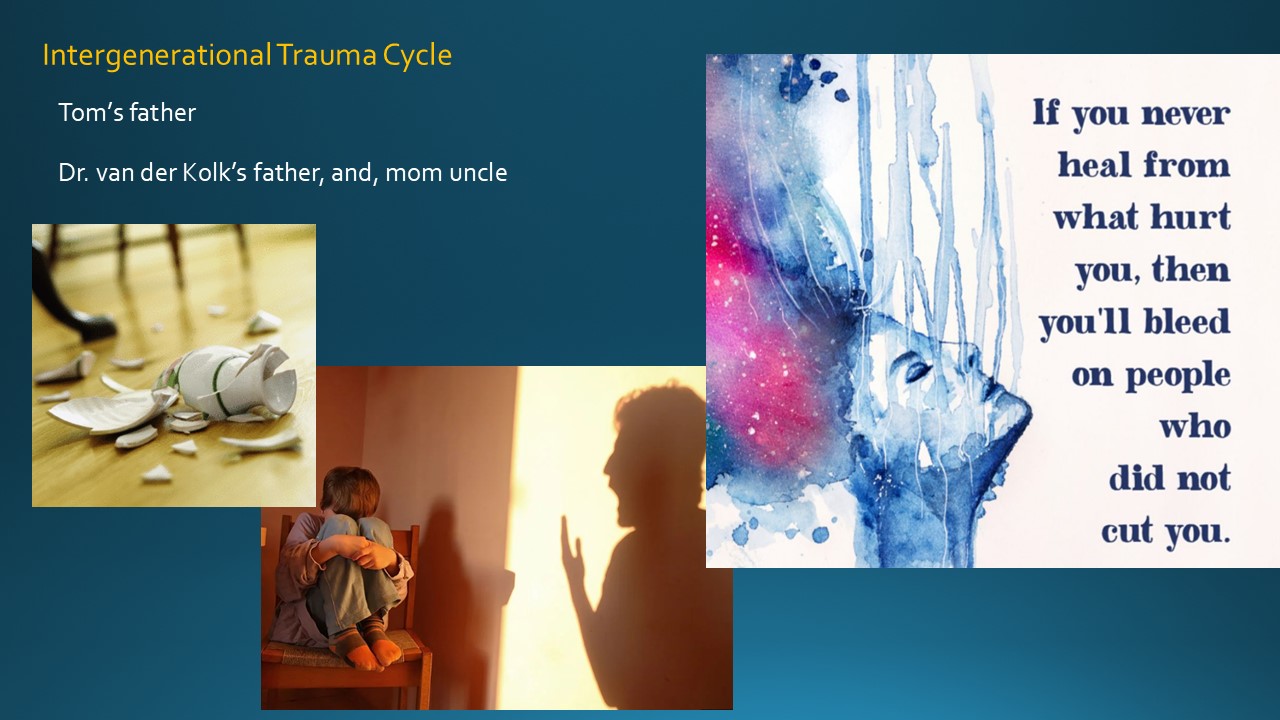 Intergenerational Trauma Cycle
Tom’s father
Dr. van der Kolk’s father, and, mom uncle
If you never
heal from
what hurt
you, then
you'll bleed
on people
who
did not
cut you.